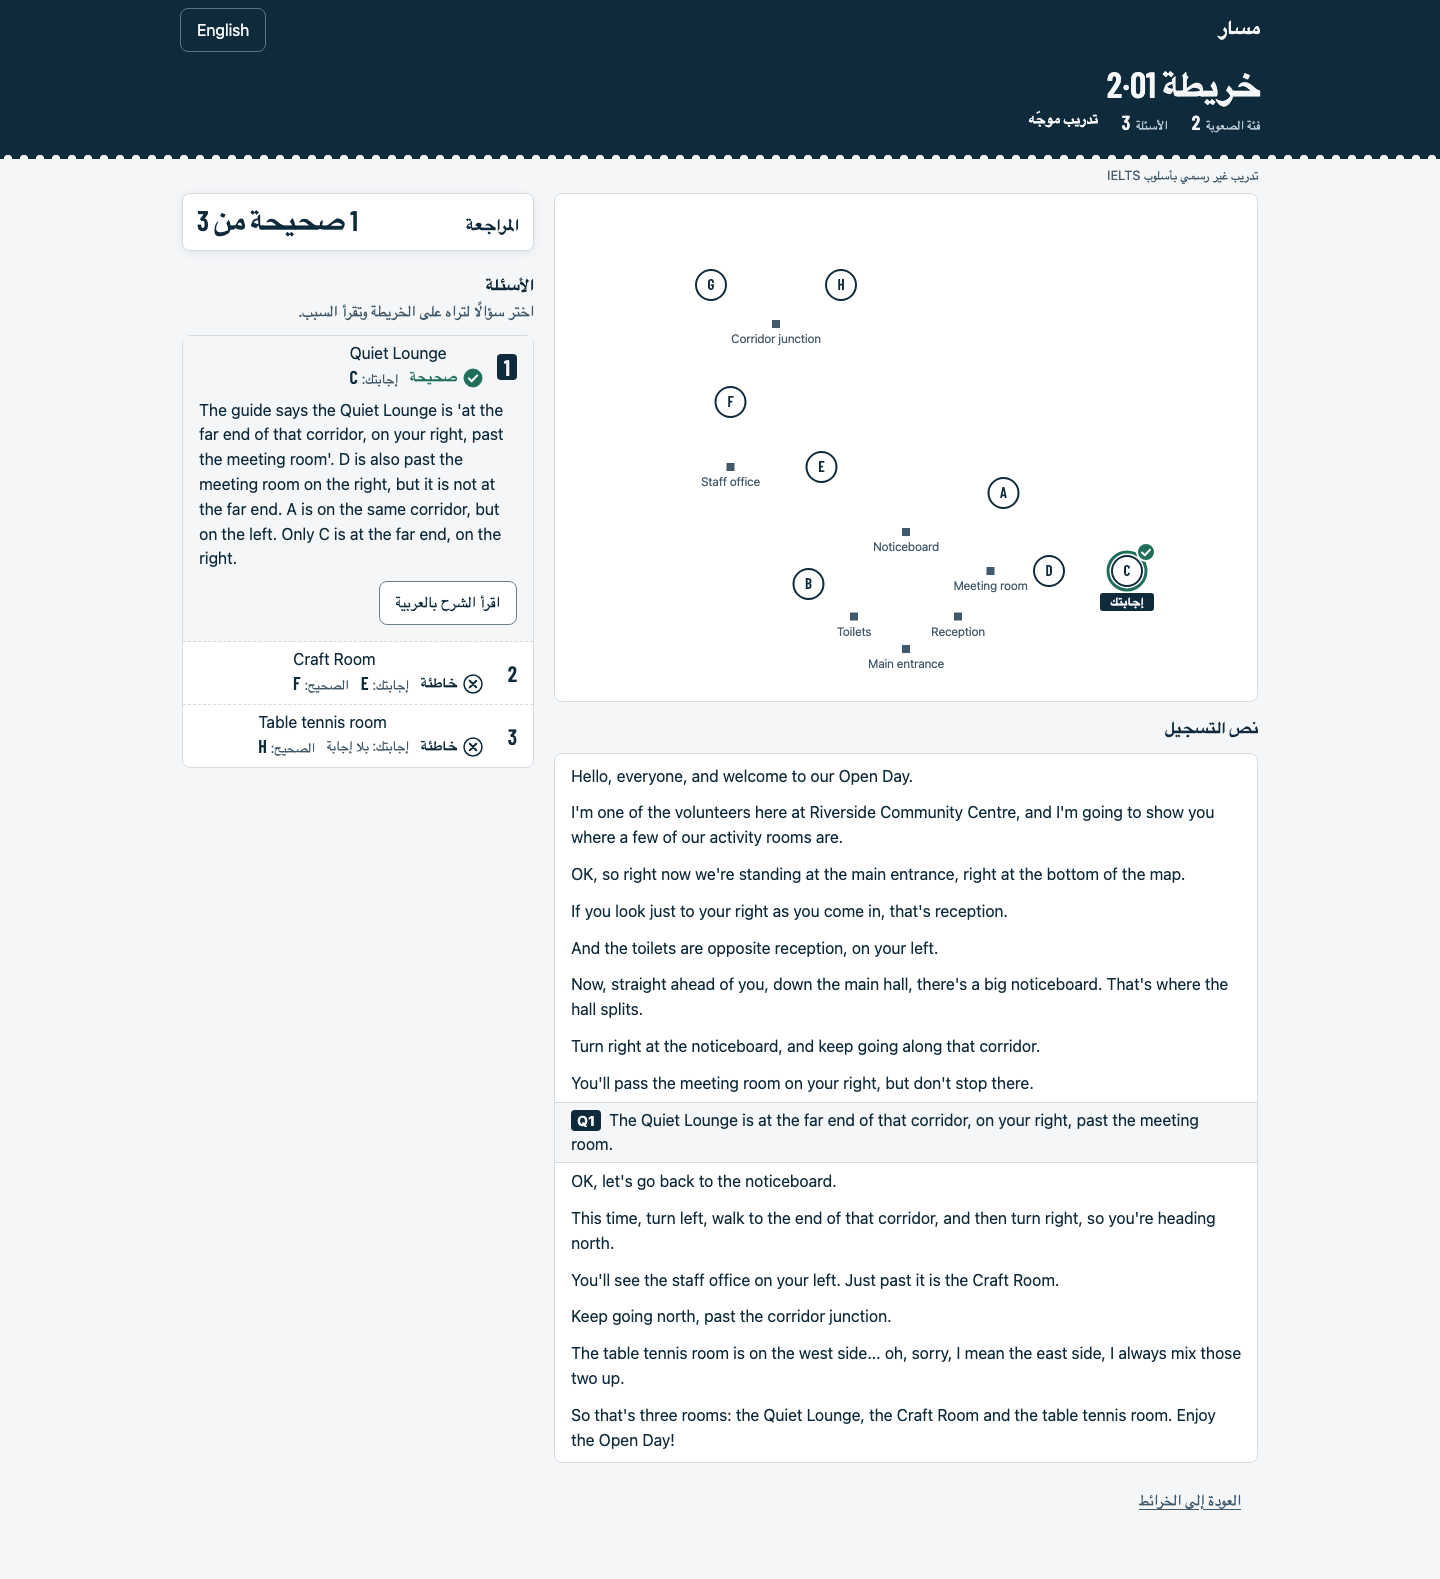 مسار
English
خريطة 2·01
فئة الصعوبة 2 الأسئلة 3 تدريب موجّه
تدريب غير رسمي بأسلوب IELTS
المراجعة
1 صحيحة من 3
الأسئلة
اختر سؤالًا لتراه على الخريطة وتقرأ السبب.
1
Quiet Lounge
صحيحة إجابتك: C
The guide says the Quiet Lounge is 'at the
far end of that corridor, on your right, past
the meeting room'. D is also past the
meeting room on the right, but it is not at
the far end. A is on the same corridor, but
on the left. Only C is at the far end, on the
right.
اقرأ الشرح بالعربية
2
Craft Room
خاطئة إجابتك: E الصحيح: F
3
Table tennis room
خاطئة إجابتك: بلا إجابة الصحيح: H
G
H
Corridor junction
F
E
Staff office
A
Noticeboard
Meeting room
D
C
إجابتك
B
Toilets
Reception
Main entrance
نص التسجيل
Hello, everyone, and welcome to our Open Day.
I'm one of the volunteers here at Riverside Community Centre, and I'm going to show you
where a few of our activity rooms are.
OK, so right now we're standing at the main entrance, right at the bottom of the map.
If you look just to your right as you come in, that's reception.
And the toilets are opposite reception, on your left.
Now, straight ahead of you, down the main hall, there's a big noticeboard. That's where the
hall splits.
Turn right at the noticeboard, and keep going along that corridor.
You'll pass the meeting room on your right, but don't stop there.
Q1 The Quiet Lounge is at the far end of that corridor, on your right, past the meeting
room.
OK, let's go back to the noticeboard.
This time, turn left, walk to the end of that corridor, and then turn right, so you're heading
north.
You'll see the staff office on your left. Just past it is the Craft Room.
Keep going north, past the corridor junction.
The table tennis room is on the west side... oh, sorry, I mean the east side, I always mix those
two up.
So that's three rooms: the Quiet Lounge, the Craft Room and the table tennis room. Enjoy
the Open Day!
العودة إلى الخرائط